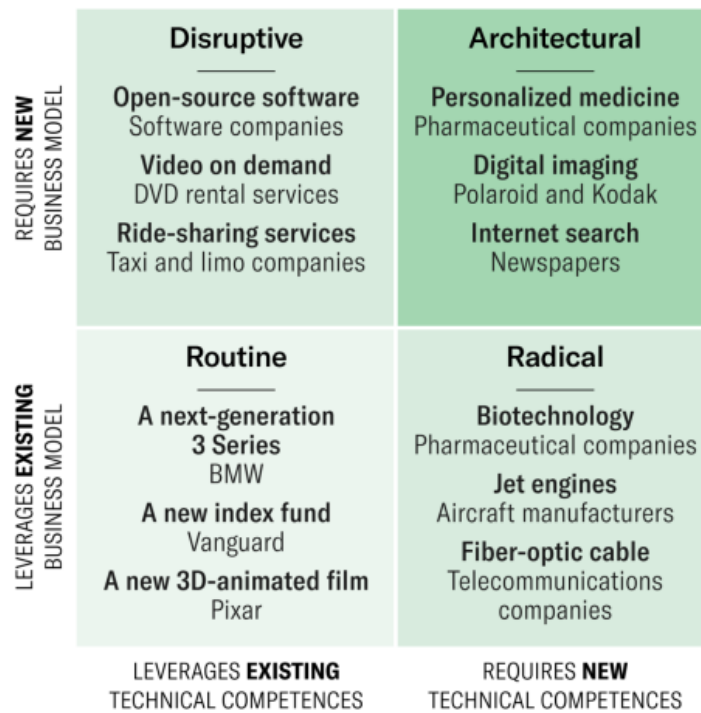 REQUIRES NEW
BUSINESS MODEL
Disruptive
Open-source software
Software companies
Video on demand
DVD rental services
Ride-sharing services
Taxi and limo companies
Architectural
Personalized medicine
Pharmaceutical companies
Digital imaging
Polaroid and Kodak
Internet search
Newspapers
LEVERAGES EXISTING
BUSINESS MODEL
Routine
A next-generation
3 Series
BMW
A new index fund
Vanguard
A new 3D-animated film
Pixar
Radical
Biotechnology
Pharmaceutical companies
Jet engines
Aircraft manufacturers
Fiber-optic cable
Telecommunications
companies
LEVERAGES EXISTING
TECHNICAL COMPETENCES
REQUIRES NEW
TECHNICAL COMPETENCES